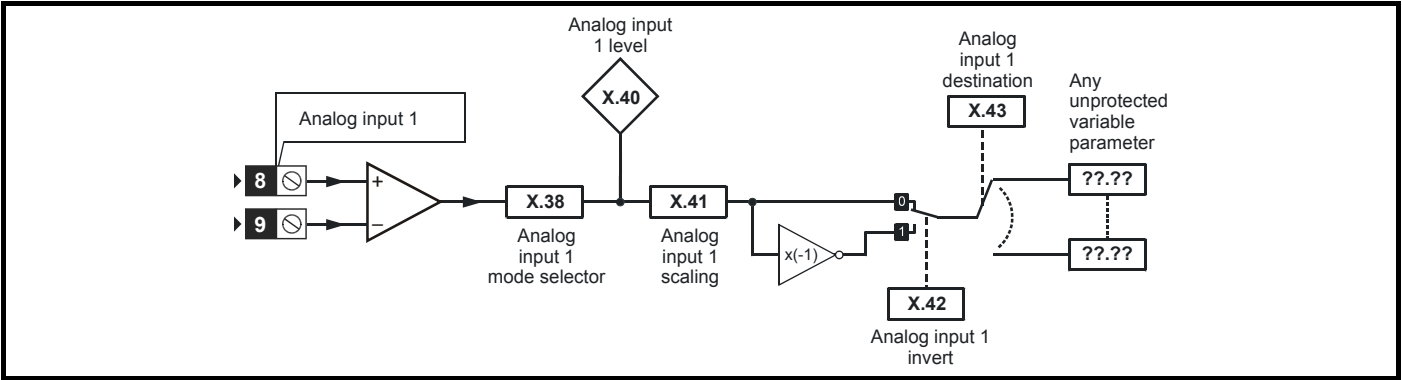 Analog input
1 level
X.40
Analog input 1
8
+
9
–
X.38
Analog
input 1
mode selector
X.41
Analog
input 1
scaling
x(-1)
0
1
X.42
Analog input 1
invert
Analog
input 1
destination
X.43
Any
unprotected
variable
parameter
??.??
??.??